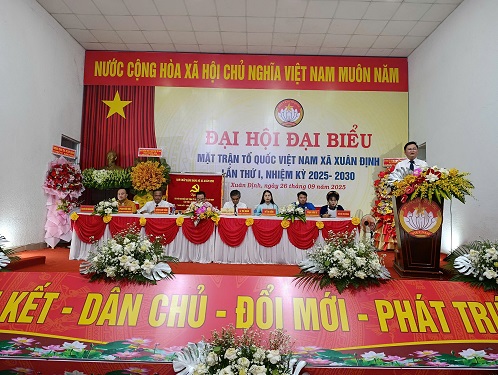 NƯỚC CỘNG HÒA XÃ HỘI CHỦ NGHĨA VIỆT NAM MUÔN NĂM
ĐẠI HỘI ĐẠI BIỂU
MẶT TRẬN TỔ QUỐC VIỆT NAM XÃ XUÂN ĐỊNH
LẦN THỨ I, NHIỆM KỲ 2025- 2030
Xuân Định, ngày 26 tháng 09 năm 2025
KẾT - DÂN CHỦ - ĐỔI MỚI - PHÁT